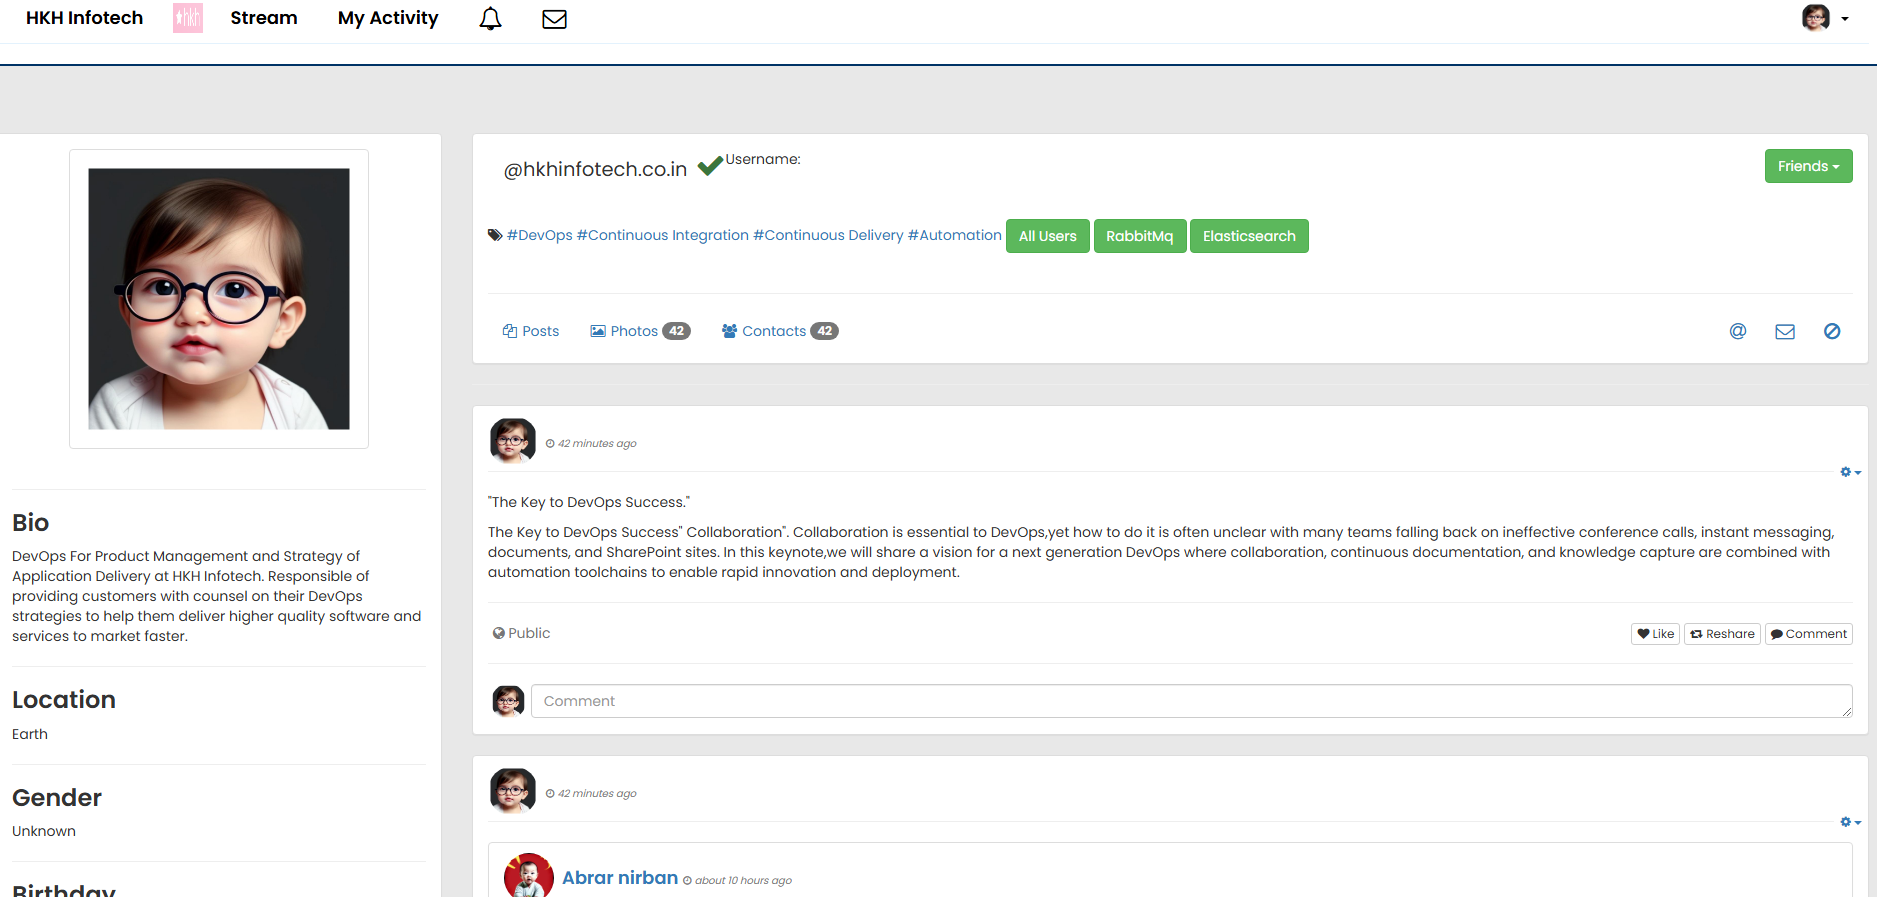 HKH Infotech hkh Stream My Activity
@hkhinfotech.co.in Username:
Friends
#DevOps #Continuous Integration #Continuous Delivery #Automation All Users RabbitMq Elasticsearch
Posts Photos 42 Contacts 42 @
Bio
DevOps For Product Management and Strategy of
Application Delivery at HKH Infotech. Responsible of
providing customers with counsel on their DevOps
strategies to help them deliver higher quality software and
services to market faster.
Location
Earth
Gender
Unknown
Birthday
42 minutes ago
"The Key to DevOps Success."
The Key to DevOps Success" Collaboration". Collaboration is essential to DevOps,yet how to do it is often unclear with many teams falling back on ineffective conference calls, instant messaging,
documents, and SharePoint sites. In this keynote,we will share a vision for a next generation DevOps where collaboration, continuous documentation, and knowledge capture are combined with
automation toolchains to enable rapid innovation and deployment.
Public Like Reshare Comment
Comment
42 minutes ago
Abrar nirban about 10 hours ago